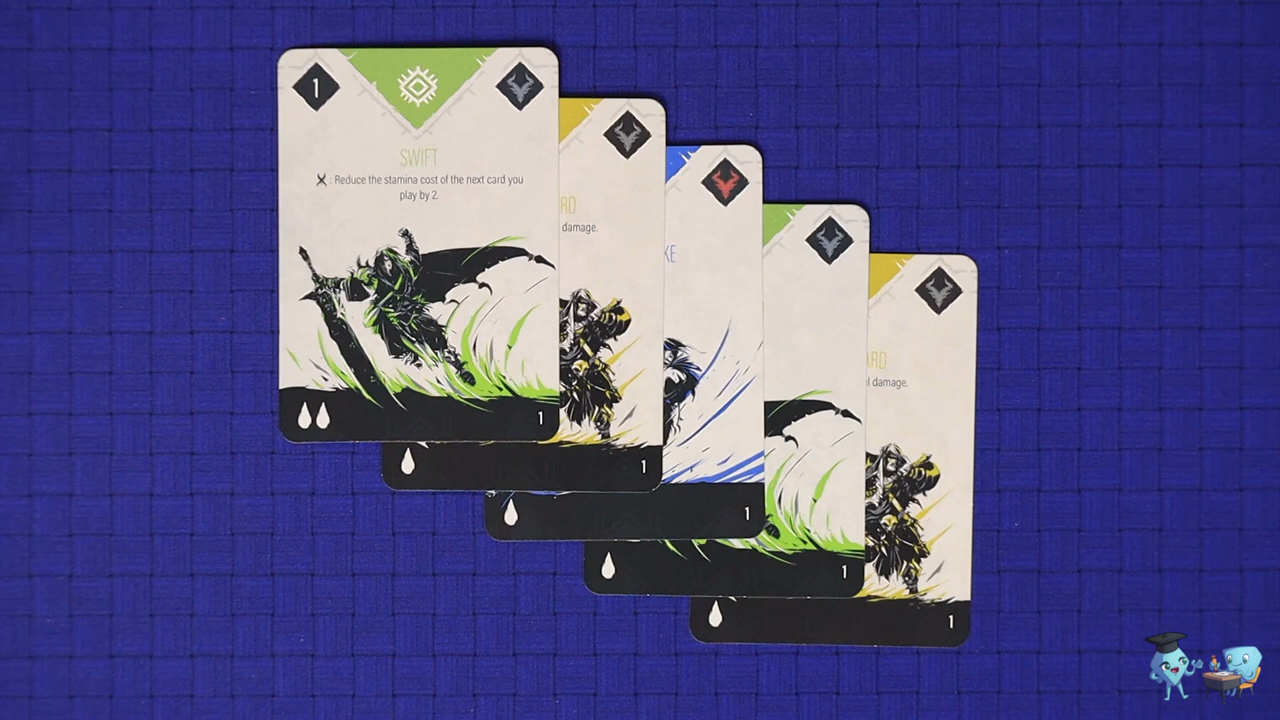 1
SWIFT
: Reduce the stamina cost of the next card you
play by 2.
1
RD
damage.
1
KE
1
1
ARD
damage.
1